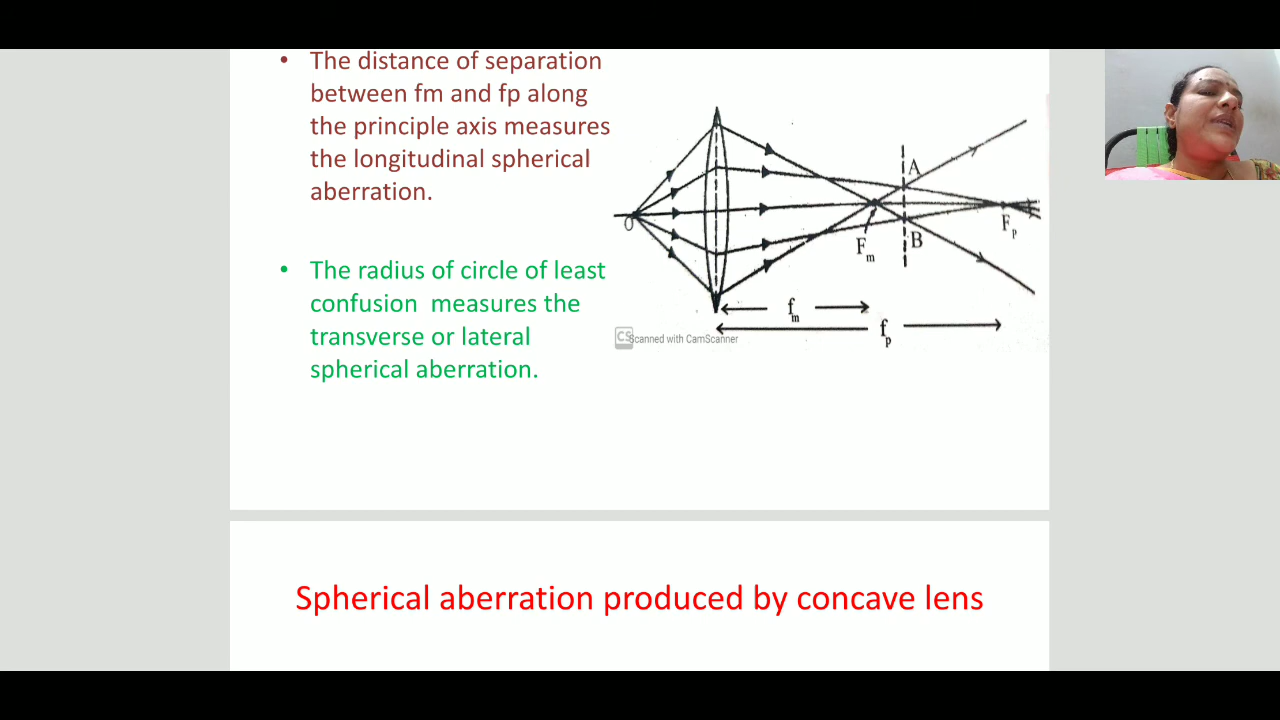 • The distance of separation
between fm and fp along
the principle axis measures
the longitudinal spherical
aberration.
• The radius of circle of least
confusion measures the
transverse or lateral
spherical aberration.
O
A
B
Fm
Fp
fm
fp
CS Scanned with CamScanner
Spherical aberration produced by concave lens